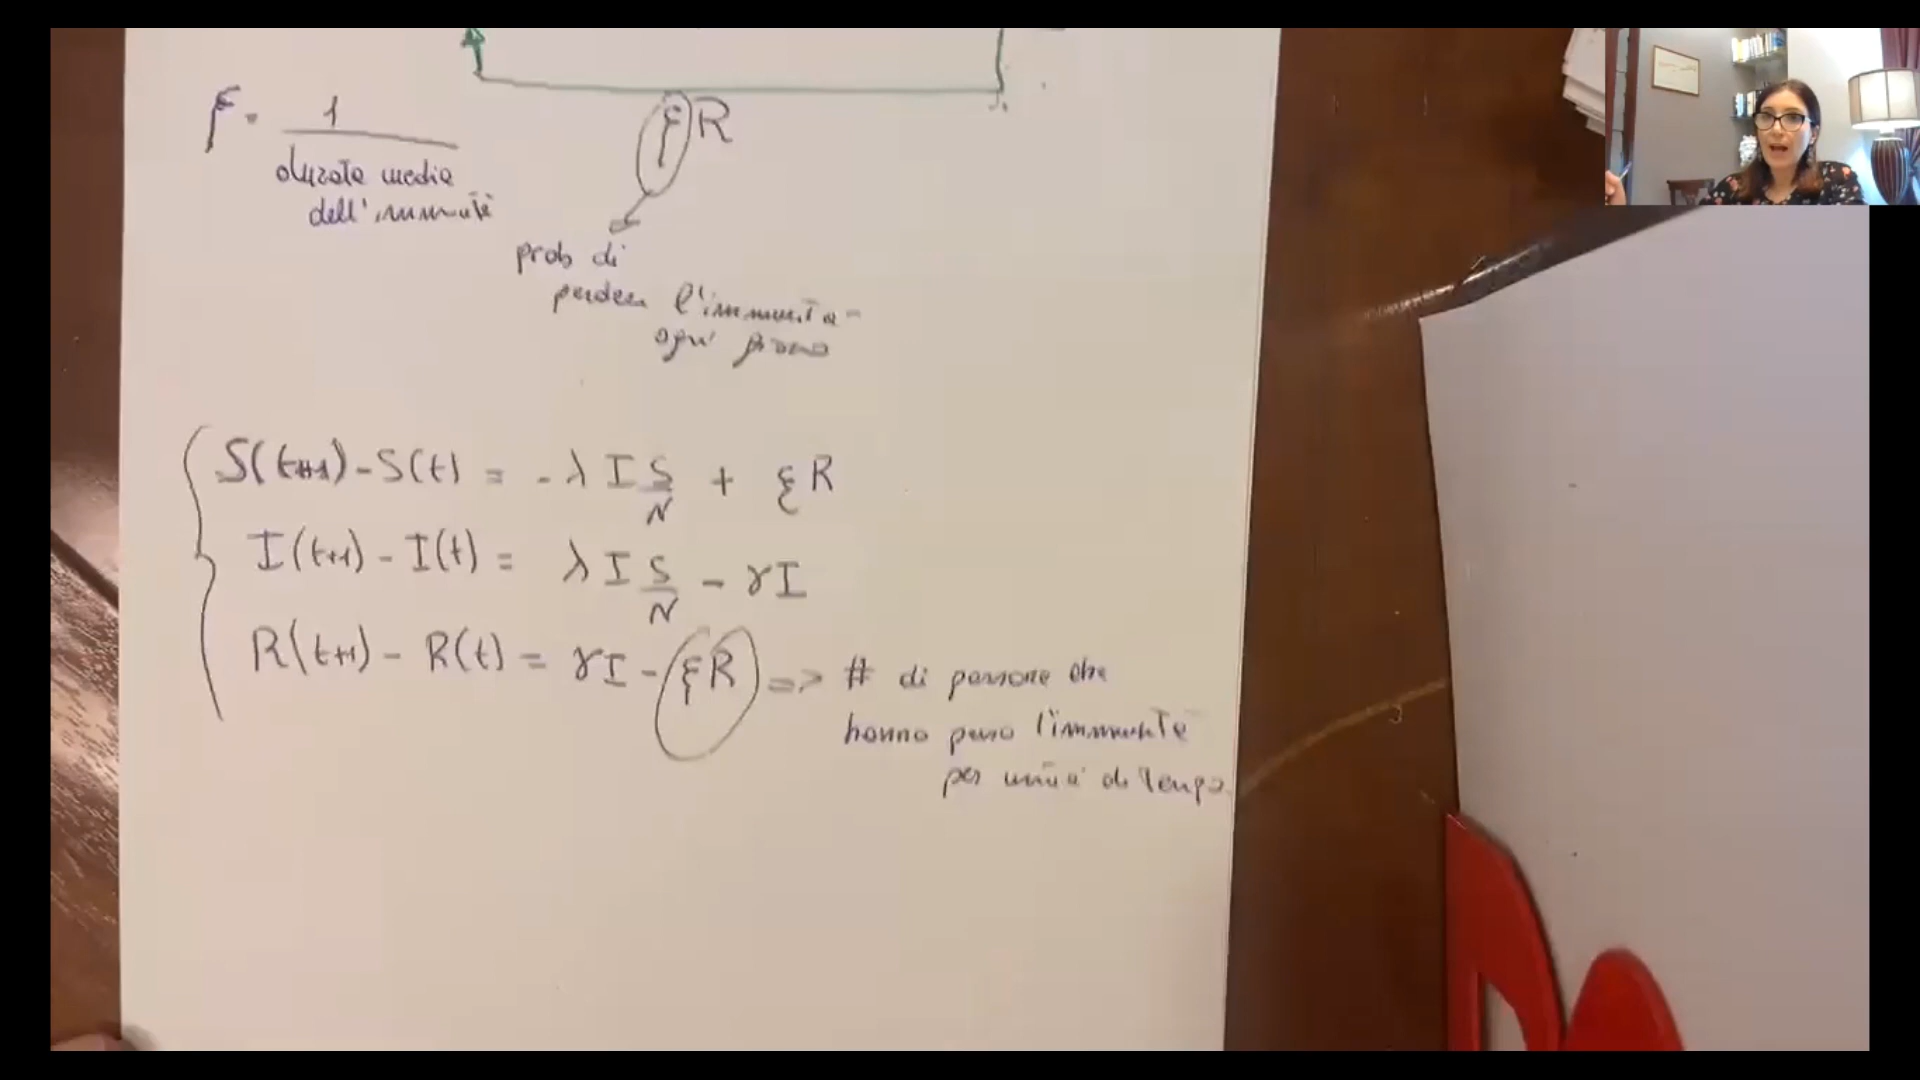 ξ = 1
durata media
dell'immunità
ξR
prob di
perdere l'immunità
ogni giorno
S(t+1) - S(t) = -λ I S/N + ξR
I(t+1) - I(t) = λ I S/N - γI
R(t+1) - R(t) = γI - ξR => # di persone che
hanno perso l'immunità
per unità di tempo